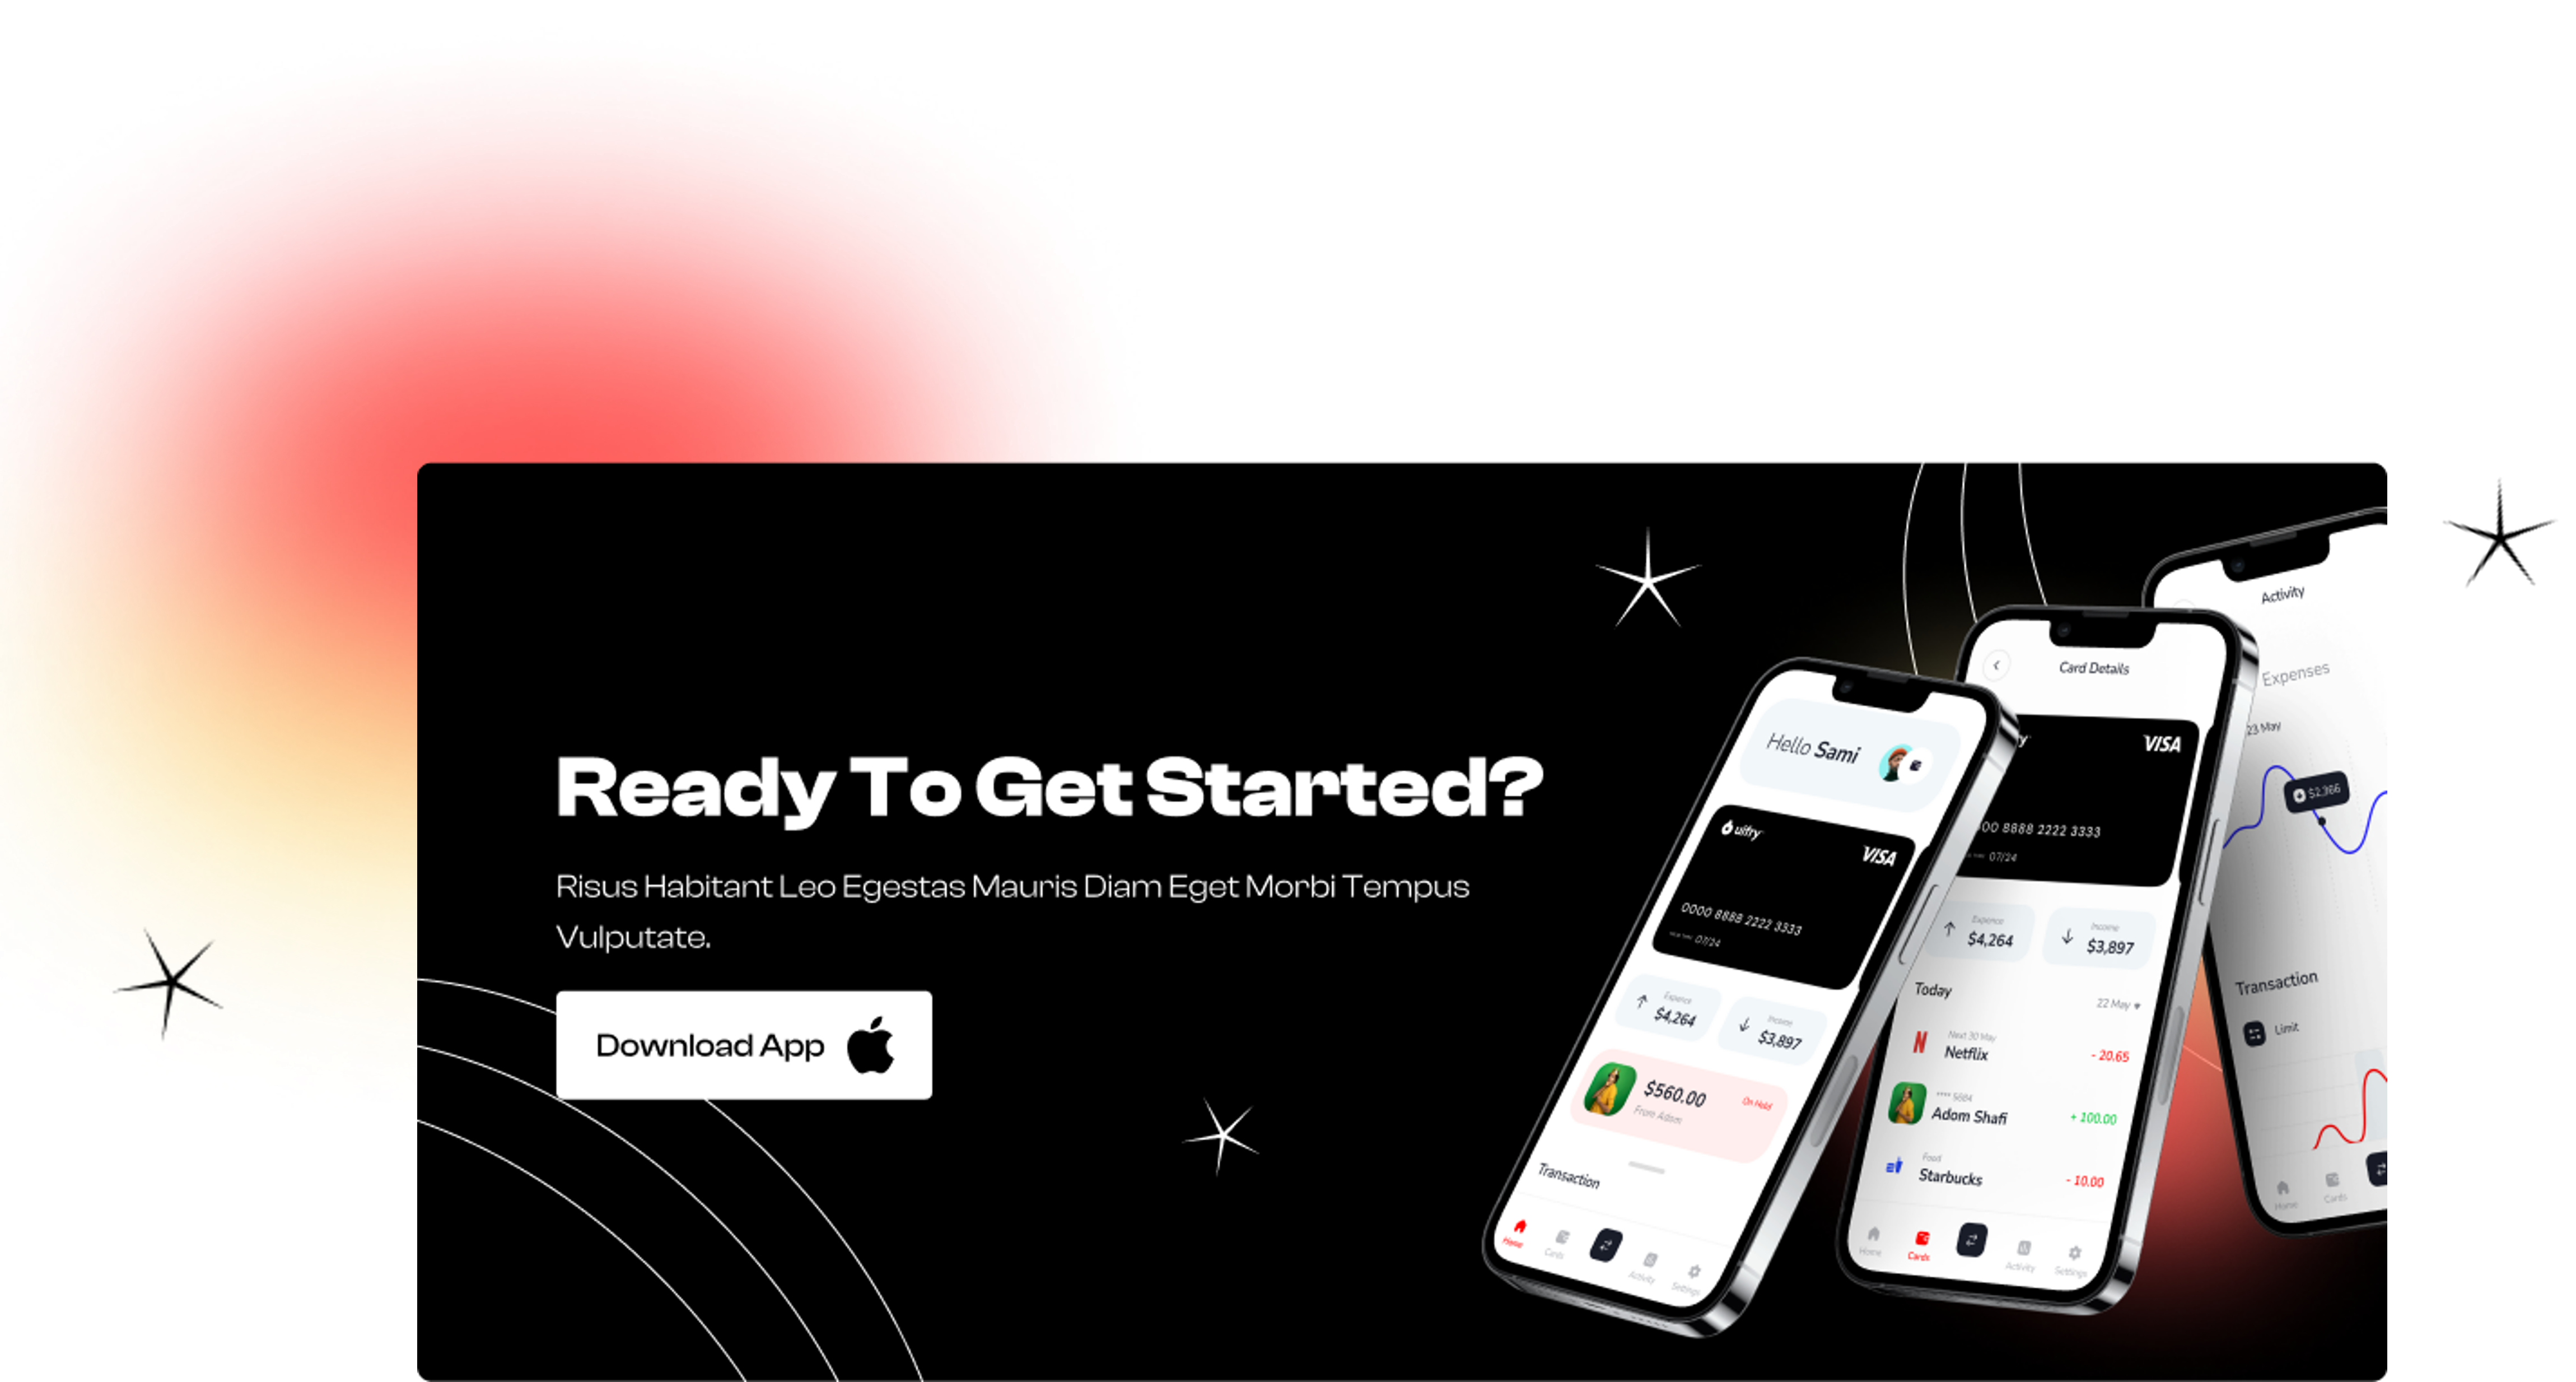 Ready To Get Started?
Risus Habitant Leo Egestas Mauris Diam Eget Morbi Tempus
Vulputate.
Download App
Hello Sami
uifry
VISA
0000 8888 2222 3333
07/24
Expence
$4,264
Income
$3,897
$560.00
From Adom
On Hold
Transaction
Home
Cards
Activity
Settings
Card Details
VISA
00 8888 2222 3333
07/24
Expence
$4,264
Income
$3,897
Today
22 May
Next 30 May
Netflix
- 20.65
**** 5684
Adom Shafi
+ 100.00
Food
Starbucks
- 10.00
Home
Cards
Activity
Settings
Activity
Expenses
23 May
$2,366
Transaction
Limit
Home
Cards